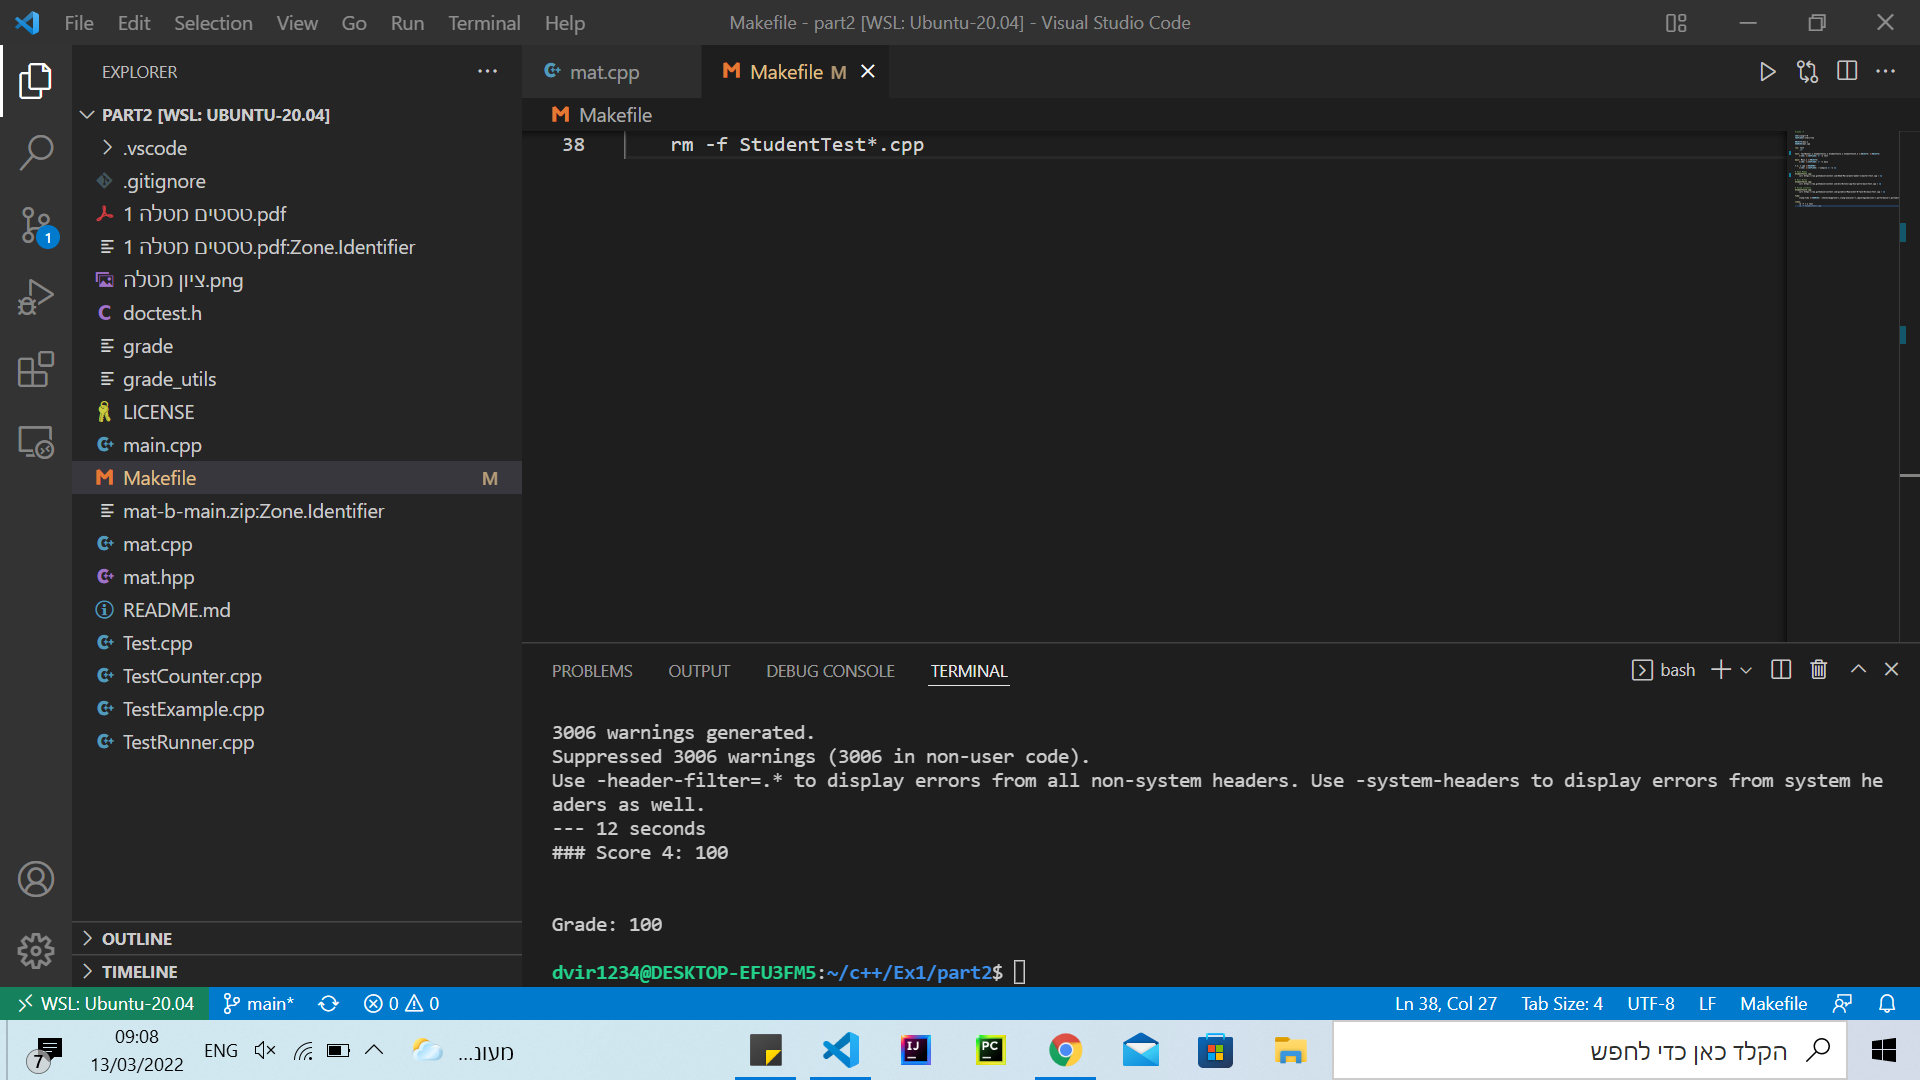 File Edit Selection View Go Run Terminal Help
Makefile - part2 [WSL: Ubuntu-20.04] - Visual Studio Code
EXPLORER
PART2 [WSL: UBUNTU-20.04]
.vscode
.gitignore
טסטים מטלה 1.pdf
טסטים מטלה 1.pdf:Zone.Identifier
ציון מטלה.png
doctest.h
grade
grade_utils
LICENSE
main.cpp
Makefile M
mat-b-main.zip:Zone.Identifier
mat.cpp
mat.hpp
README.md
Test.cpp
TestCounter.cpp
TestExample.cpp
TestRunner.cpp
OUTLINE
TIMELINE
1
mat.cpp
Makefile M
Makefile
38 rm -f StudentTest*.cpp
PROBLEMS OUTPUT DEBUG CONSOLE TERMINAL
bash
3006 warnings generated.
Suppressed 3006 warnings (3006 in non-user code).
Use -header-filter=.* to display errors from all non-system headers. Use -system-headers to display errors from system he
aders as well.
--- 12 seconds
### Score 4: 100
Grade: 100
dvir1234@DESKTOP-EFU3FM5:~/c++/Ex1/part2$
WSL: Ubuntu-20.04 main* 0 0
Ln 38, Col 27 Tab Size: 4 UTF-8 LF Makefile
7
09:08
13/03/2022
ENG
מעונ...
IJ
PC
הקלד כאן כדי לחפש